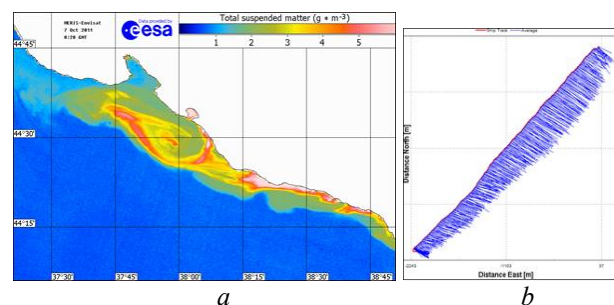 MERIS-Envisat
7 Oct 2011
8:20 GMT
Data provided by
esa
Total suspended matter (g * m⁻³)
1 2 3 4 5
44°45'
44°30'
44°15'
37°30' 37°45' 38°00' 38°15' 38°30' 38°45'
a
Ship Track Average
Distance North [m]
37
Distance East [m]
b